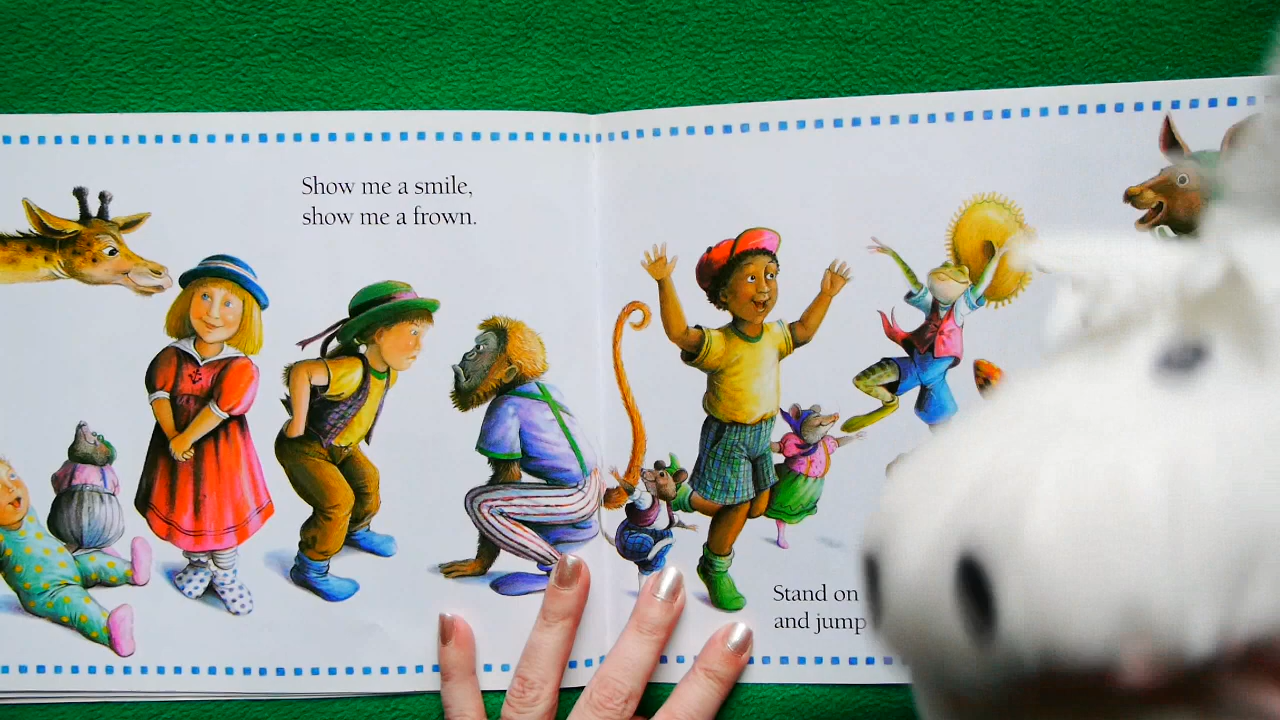 Show me a smile,
show me a frown.
Stand on
and jump